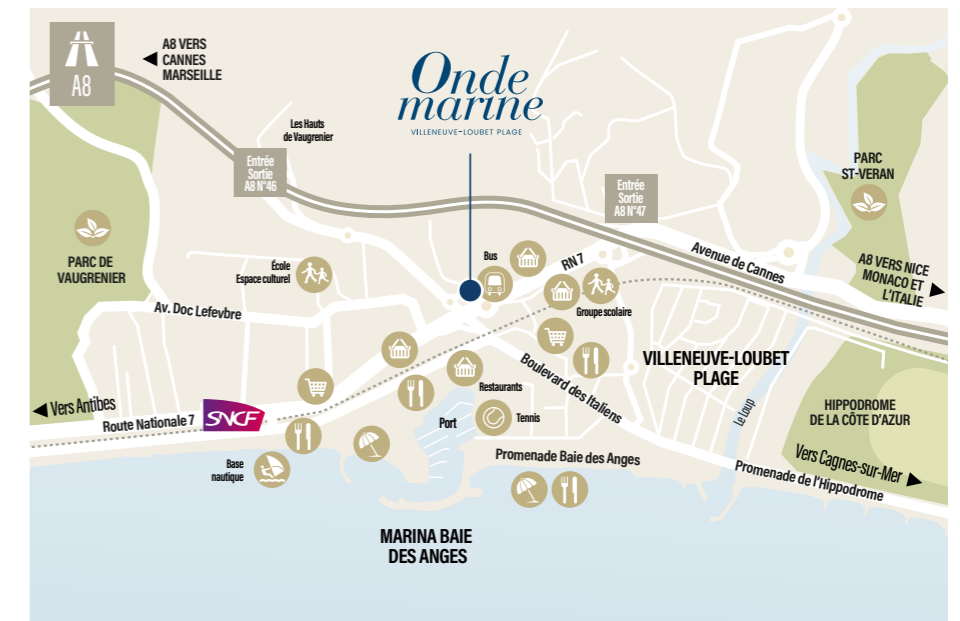 A8
A8 VERS
CANNES
MARSEILLE
Onde
marine
VILLENEUVE-LOUBET PLAGE
Les Hauts
de Vaugrenier
Entrée
Sortie
A8 N°46
Entrée
Sortie
A8 N°47
PARC
ST-VERAN
PARC DE
VAUGRENIER
École
Espace culturel
Bus
RN7
Avenue de Cannes
A8 VERS NICE
MONACO ET
L'ITALIE
Av. Doc Lefevbre
Groupe scolaire
Boulevard des Italiens
VILLENEUVE-LOUBET
PLAGE
Le Loup
Vers Antibes
Route Nationale 7
SNCF
Restaurants
Port
Tennis
HIPPODROME
DE LA CÔTE D'AZUR
Base
nautique
Promenade Baie des Anges
Vers Cagnes-sur-Mer
Promenade de l'Hippodrome
MARINA BAIE
DES ANGES